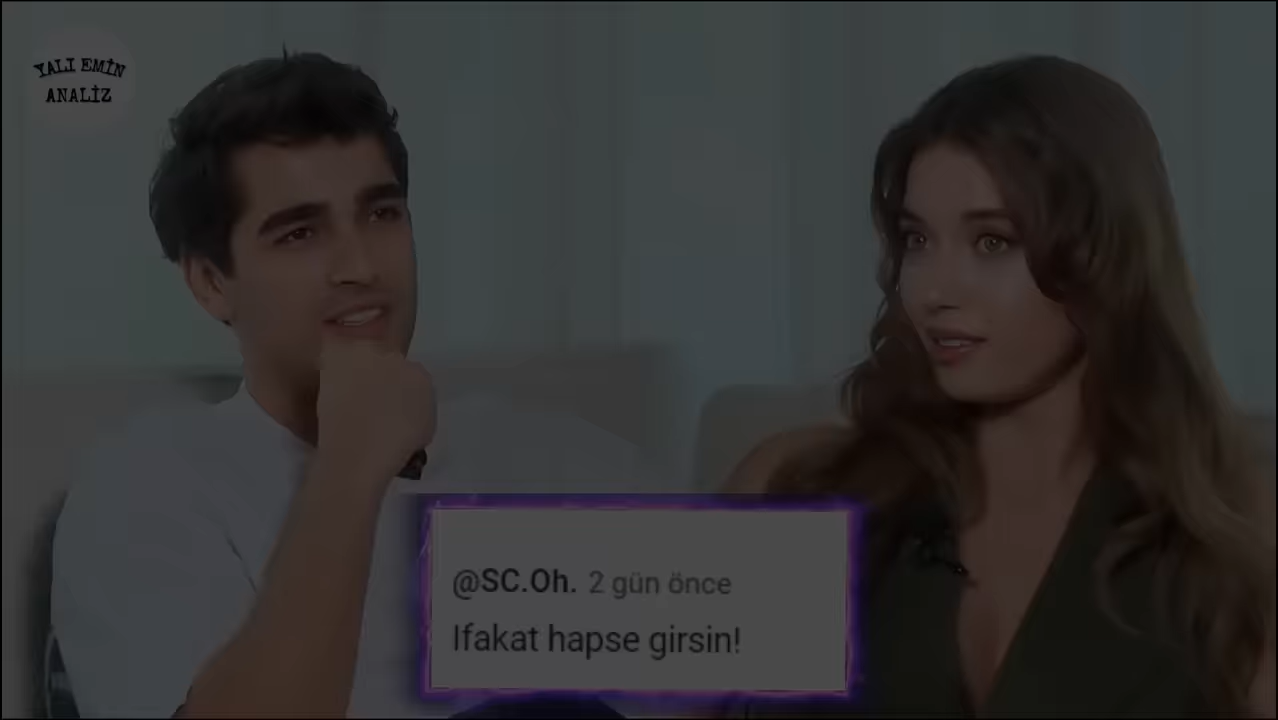 YALI EMİN
ANALİZ
@SC.Oh. 2 gün önce
Ifakat hapse girsin!